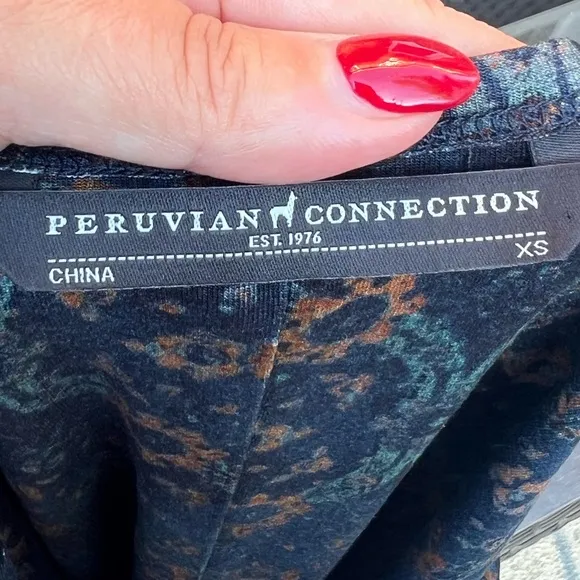 PERUVIAN CONNECTION
EST. 1976
CHINA XS